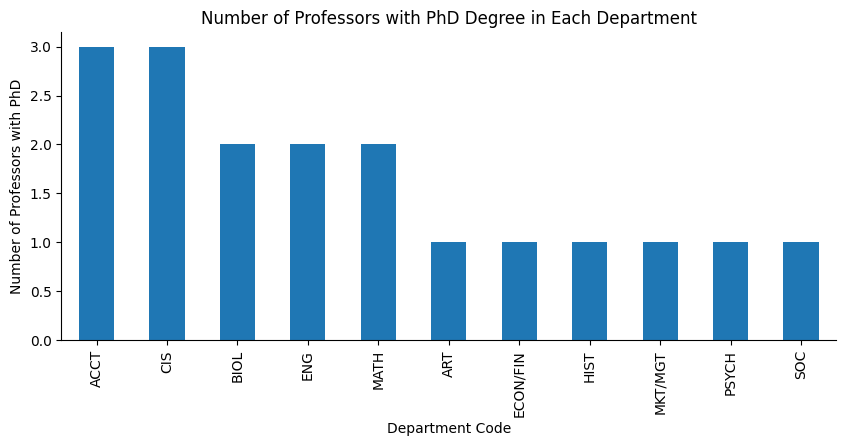 Number of Professors with PhD Degree in Each Department
Number of Professors with PhD
3.0
2.5
2.0
1.5
1.0
0.5
0.0
ACCT
CIS
BIOL
ENG
MATH
ART
ECON/FIN
HIST
MKT/MGT
PSYCH
SOC
Department Code